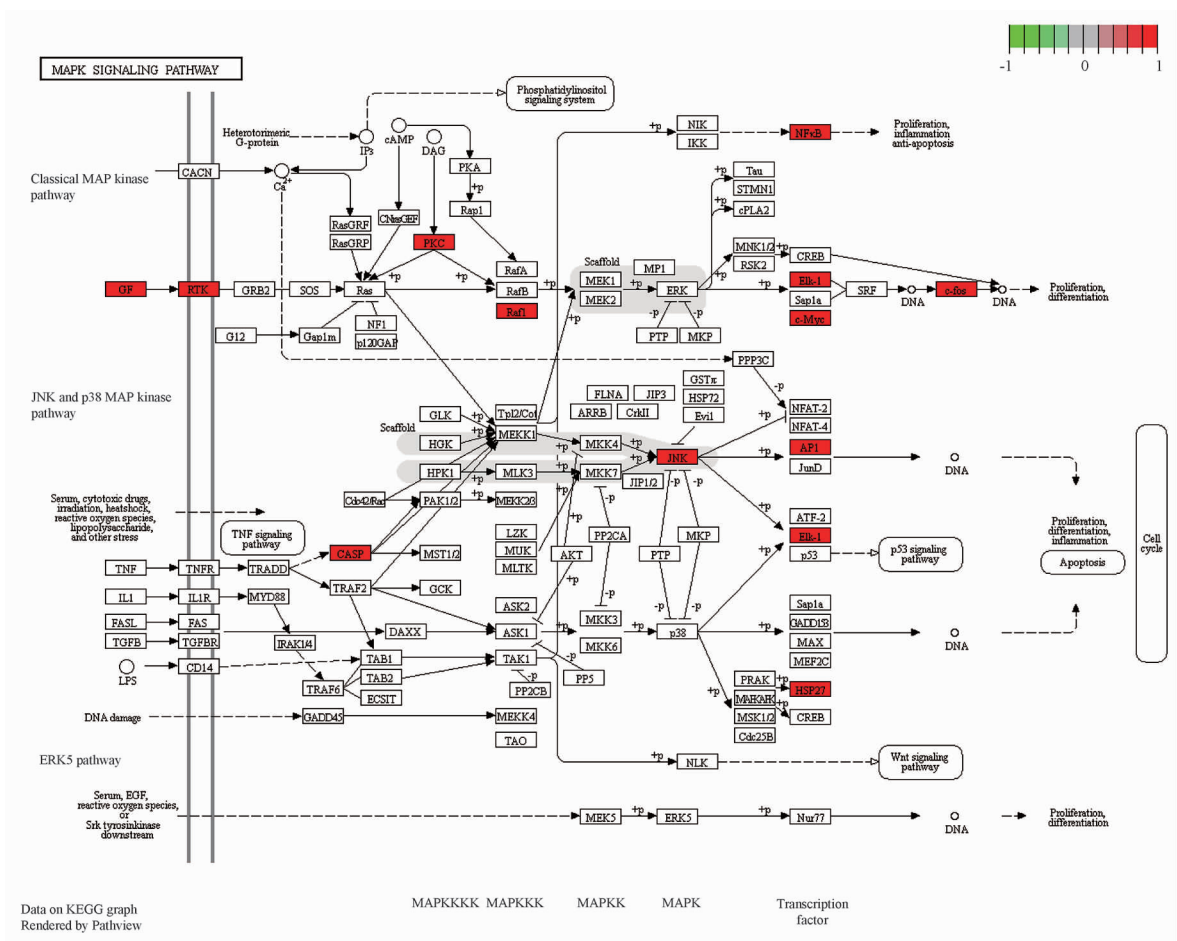 -1 0 1
MAPK SIGNALING PATHWAY
Phosphatidylinositol
signaling system
Heterotorimeric
G-protein
IPs
cAMP
DAG
NIK
IKK
+p
NFκB
Proliferation,
inflammation
anti-apoptosis
Classical MAP kinase
pathway
CACN
Ca2+
PKA
+p
Rap1
Tau
STMN1
+p
cPLA2
RasGRF
RasGRP
CNrasGEF
PKC
MNK1/2
RSK2
+p
CREB
GF
RTK
GRB2
SOS
Ras
+p
+p
+p
RafA
RafB
Raf1
+p
Scaffold
MEK1
MEK2
MP1
+p
ERK
+p
+p
Elk-1
Sap1a
c-Myc
SRF
DNA
c-fos
DNA
Proliferation,
differentiation
G12
Gap1m
NF1
p120GAP
+p
-p
-p
PTP
MKP
PPP3C
-p
JNK and p38 MAP kinase
pathway
GLK
HGK
HPK1
Scaffold
+p
+p
+p
Tpl2/Cot
MEKK1
MLK3
FLNA
JIP3
ARRB
CrkII
GSTπ
HSP72
Evi1
+p
+p
MKK4
MKK7
+p
+p
JNK
JIP1/2
+p
NFAT-2
NFAT-4
+p
AP1
JunD
DNA
Cdc42/Rac
PAK1/2
+p
MEKK2/3
Serum, cytotoxic drugs,
irradiation, heatshock,
reactive oxygen species,
lipopolysaccharide,
and other stress
TNF signaling
pathway
CASP
MST1/2
LZK
MUK
MLTK
AKT
+p
-p
-p
PP2CA
PTP
MKP
-p
-p
+p
+p
ATF-2
Elk-1
p53
p53 signaling
pathway
Proliferation,
differentiation,
inflammation
Apoptosis
Cell
cycle
TNF
TNFR
TRADD
TRAF2
GCK
IL1
IL1R
MYD88
ASK2
+p
-p
-p
-p
FASL
FAS
TGFB
TGFBR
DAXX
ASK1
+p
MKK3
MKK6
+p
p38
+p
Sap1a
GADD153
MAX
MEF2C
DNA
IRAK1/4
LPS
CD14
TAB1
TAB2
ECSIT
TRAF6
TAK1
-p
-p
PP2CB
PP5
PRAK
MAPKAPK
MSK1/2
Cdc25B
+p
+p
+p
HSP27
CREB
DNA damage
GADD45
MEKK4
TAO
ERK5 pathway
+p
NLK
Wnt signaling
pathway
Serum, EGF,
reactive oxygen species,
or
Srk tyrosinkinase
downstream
MEK5
+p
ERK5
+p
Nur77
DNA
Proliferation,
differentiation
MAPKKKK MAPKKK MAPKK MAPK Transcription
factor
Data on KEGG graph
Rendered by Pathview